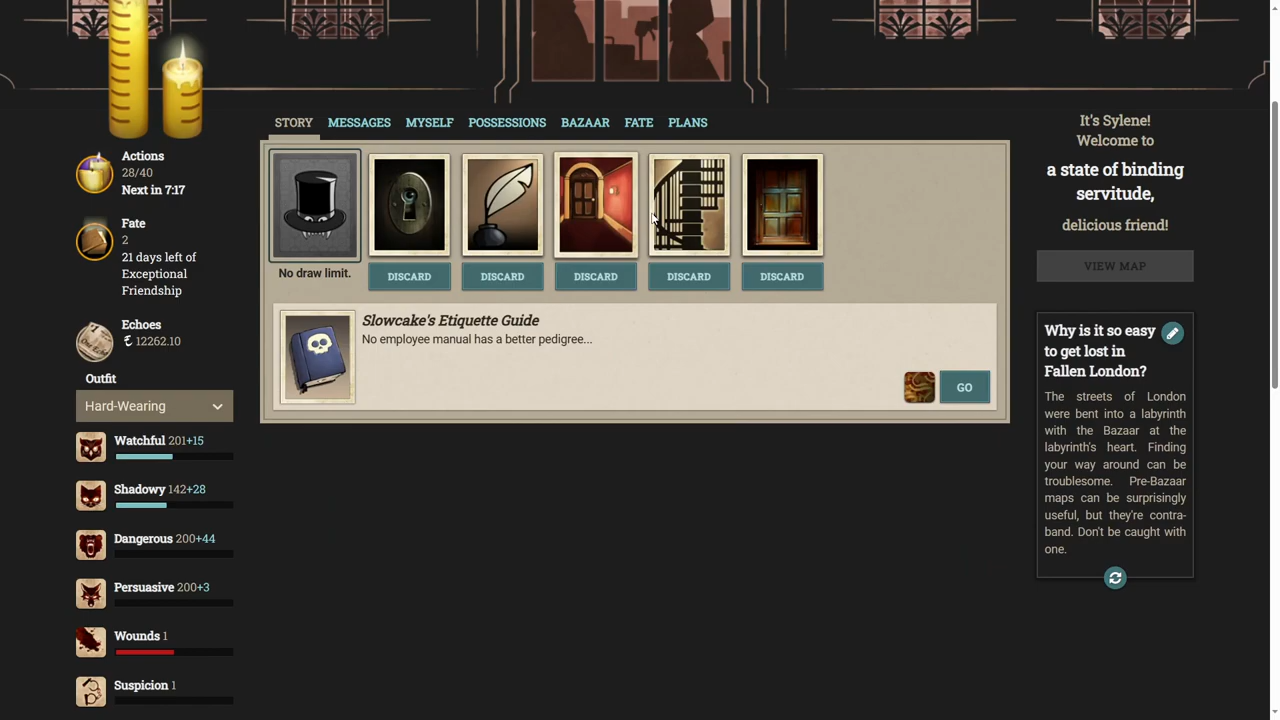 STORY MESSAGES MYSELF POSSESSIONS BAZAAR FATE PLANS
Actions
28/40
Next in 7:17
Fate
2
21 days left of
Exceptional
Friendship
Echoes
12262.10
Outfit
Hard-Wearing
Watchful 201+15
Shadowy 142+28
Dangerous 200+44
Persuasive 200+3
Wounds 1
Suspicion 1
No draw limit.
DISCARD DISCARD DISCARD DISCARD DISCARD
Slowcake's Etiquette Guide
No employee manual has a better pedigree...
GO
It's Sylene!
Welcome to
a state of binding
servitude,
delicious friend!
VIEW MAP
Why is it so easy
to get lost in
Fallen London?
The streets of London
were bent into a labyrinth
with the Bazaar at the
labyrinth's heart. Finding
your way around can be
troublesome. Pre-Bazaar
maps can be surprisingly
useful, but they're contra-
band. Don't be caught with
one.